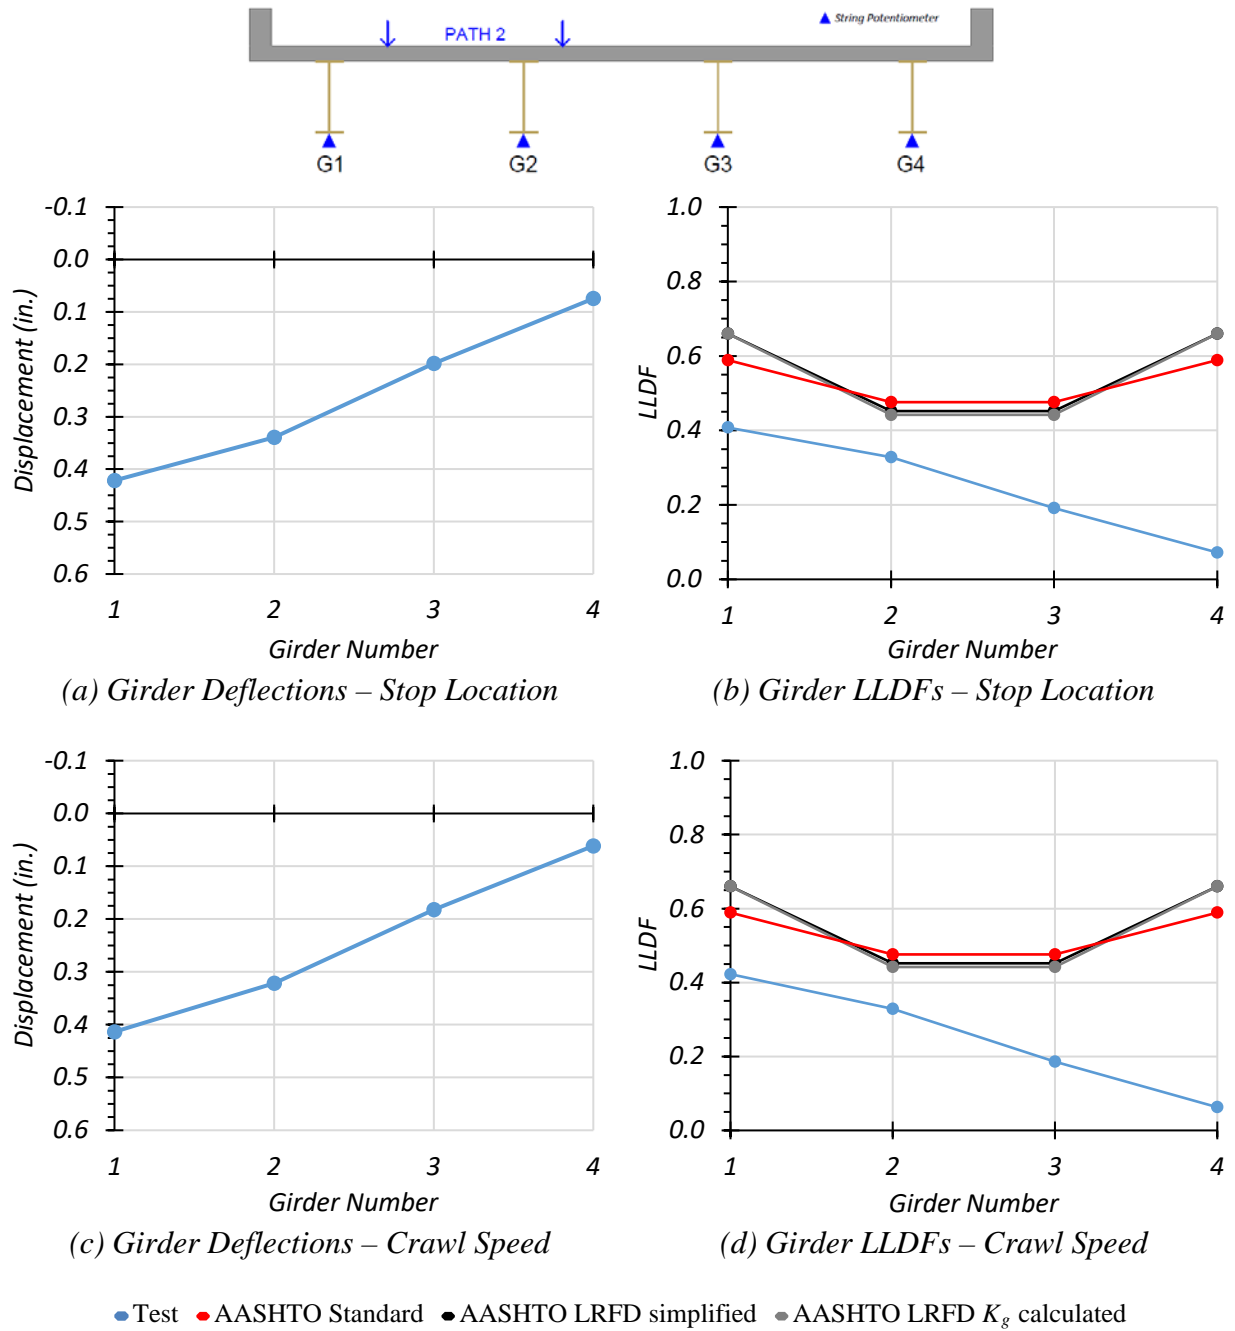 String Potentiometer
PATH 2
G1 G2 G3 G4
-0.1
0.0
0.1
0.2
0.3
0.4
0.5
0.6
Displacement (in.)
1 2 3 4
Girder Number
(a) Girder Deflections – Stop Location
1.0
0.8
0.6
0.4
0.2
0.0
LLDF
1 2 3 4
Girder Number
(b) Girder LLDFs – Stop Location
-0.1
0.0
0.1
0.2
0.3
0.4
0.5
0.6
Displacement (in.)
1 2 3 4
Girder Number
(c) Girder Deflections – Crawl Speed
1.0
0.8
0.6
0.4
0.2
0.0
LLDF
1 2 3 4
Girder Number
(d) Girder LLDFs – Crawl Speed
Test AASHTO Standard AASHTO LRFD simplified AASHTO LRFD K_g calculated